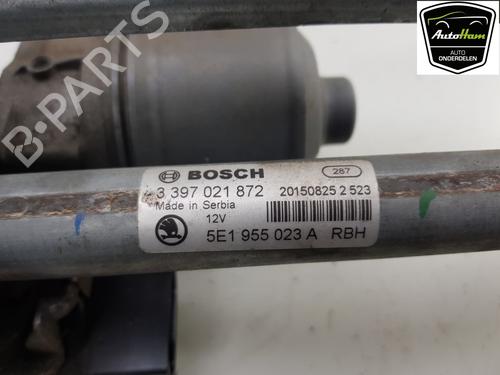 AutoHam
AUTO
ONDERDELEN
B-PARTS
BOSCH
287
3 397 021 872
20150825 2 523
Made in Serbia
12V
5E1 955 023 A
RBH